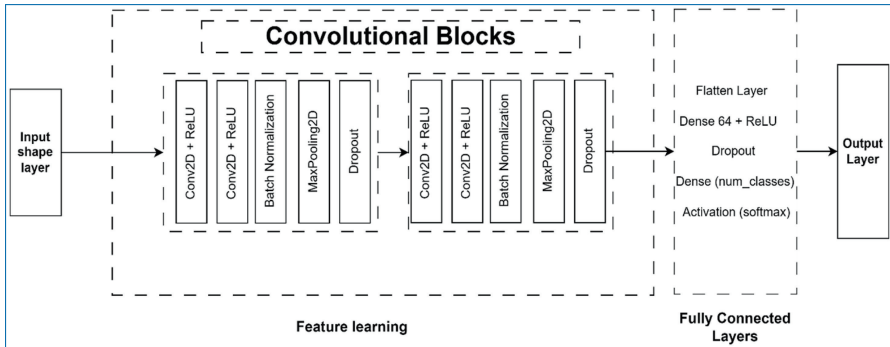 Convolutional Blocks
Input
shape
layer
Conv2D + ReLU
Conv2D + ReLU
Batch Normalization
MaxPooling2D
Dropout
Conv2D + ReLU
Conv2D + ReLU
Batch Normalization
MaxPooling2D
Dropout
Flatten Layer
Dense 64 + ReLU
Dropout
Dense (num_classes)
Activation (softmax)
Output
Layer
Feature learning
Fully Connected
Layers